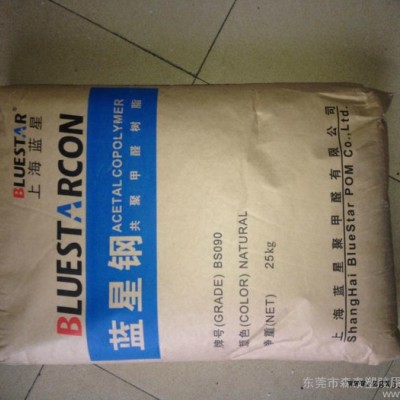 BLUESTAR
上海蓝星
BLUESTARCON
ACETAL COPOLYMER
共聚甲醛树脂
蓝星钢
牌号(GRADE) BS090
颜色(COLOR) NATURAL
净重(NET) 25kg
上海蓝星聚甲醛有限公司
ShangHai BlueStar POM Co.,Ltd.